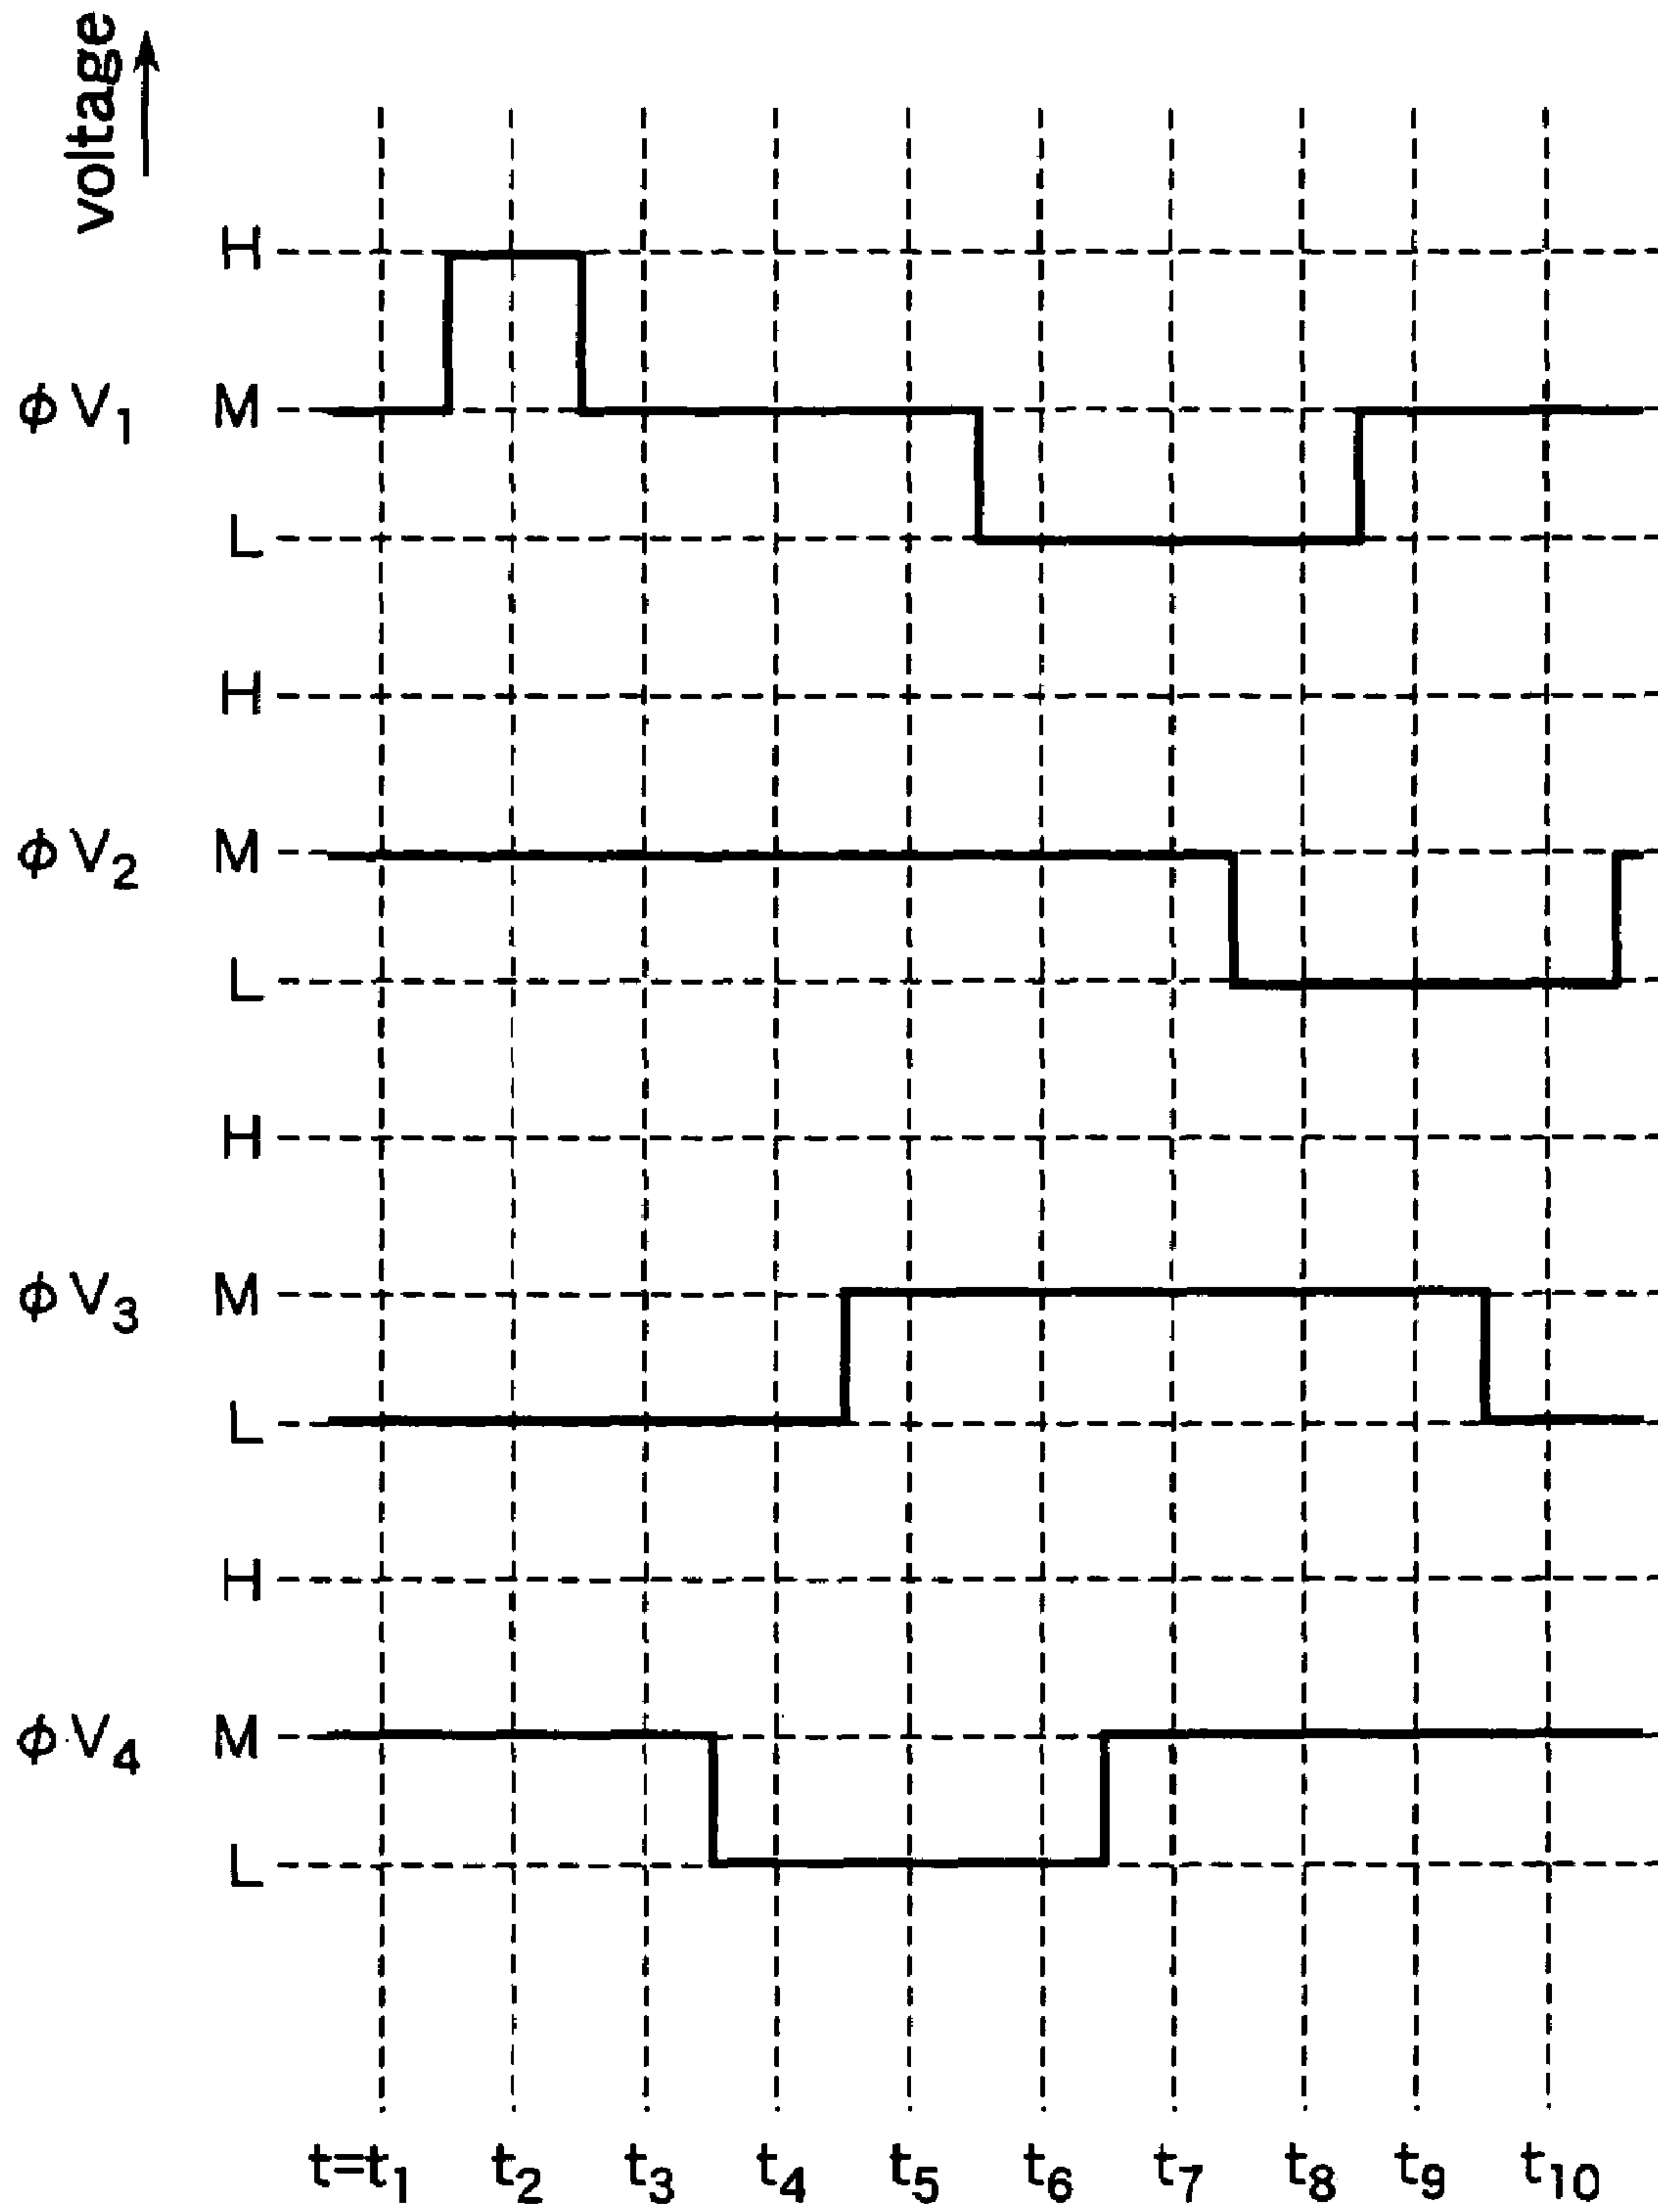 voltage
H
ϕV₁ M
L
H
ϕV₂ M
L
H
ϕV₃ M
L
H
ϕV₄ M
L
t=t₁ t₂ t₃ t₄ t₅ t₆ t₇ t₈ t₉ t₁₀